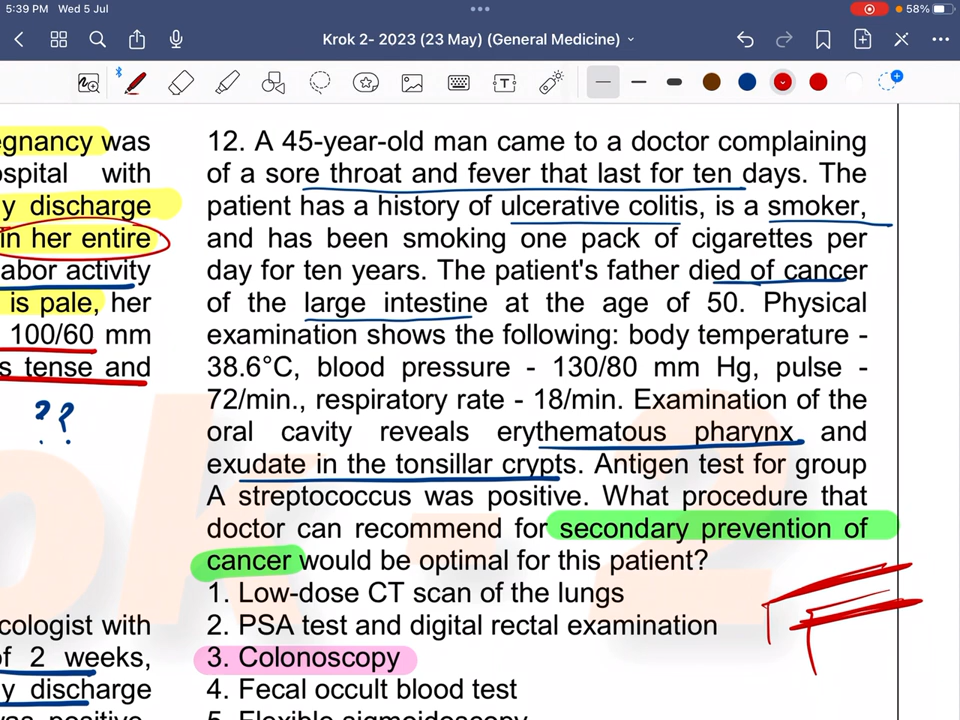 5:39 PM Wed 5 Jul
58%
Krok 2- 2023 (23 May) (General Medicine)
egnancy was
ospital with
y discharge
in her entire
abor activity
is pale, her
100/60 mm
s tense and
??
cologist with
of 2 weeks,
y discharge
was positive
12. A 45-year-old man came to a doctor complaining
of a sore throat and fever that last for ten days. The
patient has a history of ulcerative colitis, is a smoker,
and has been smoking one pack of cigarettes per
day for ten years. The patient's father died of cancer
of the large intestine at the age of 50. Physical
examination shows the following: body temperature -
38.6°C, blood pressure - 130/80 mm Hg, pulse -
72/min., respiratory rate - 18/min. Examination of the
oral cavity reveals erythematous pharynx and
exudate in the tonsillar crypts. Antigen test for group
A streptococcus was positive. What procedure that
doctor can recommend for secondary prevention of
cancer would be optimal for this patient?
1. Low-dose CT scan of the lungs
2. PSA test and digital rectal examination
3. Colonoscopy
4. Fecal occult blood test
5. Flexible sigmoidoscopy